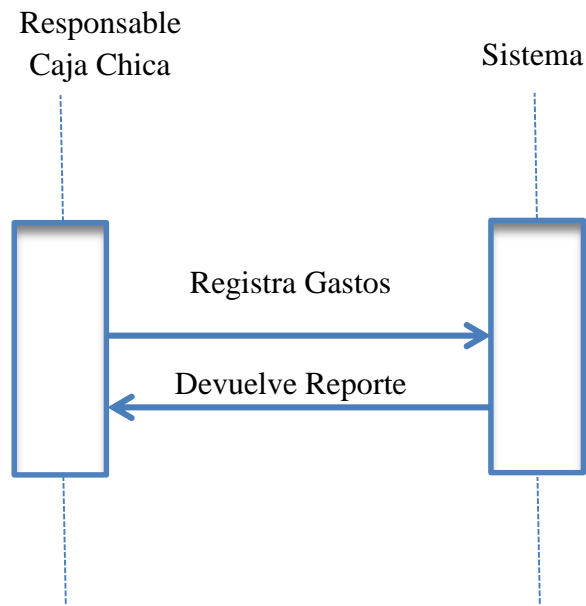 Responsable
Caja Chica
Sistema
Registra Gastos
Devuelve Reporte